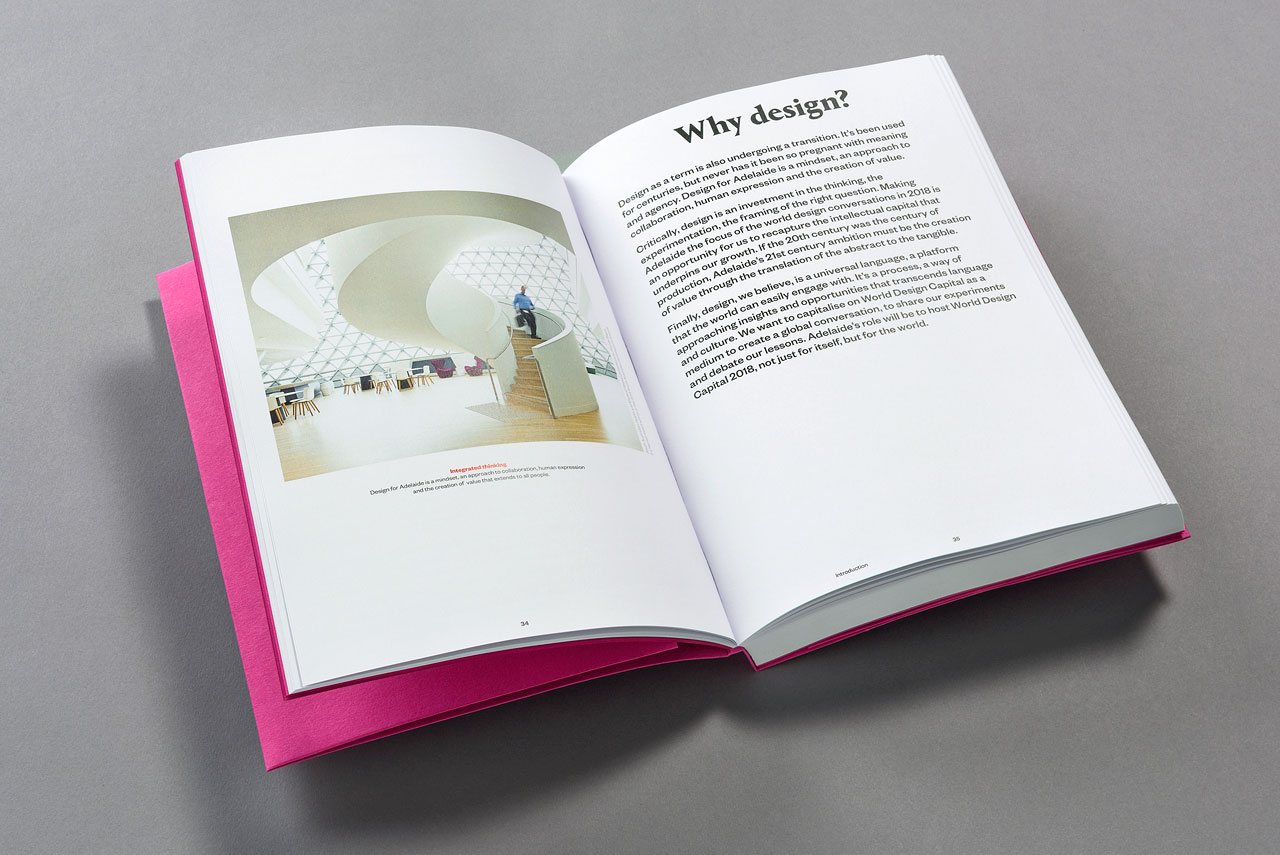 Integrated thinking
Design for Adelaide is a mindset, an approach to collaboration, human expression
and the creation of value that extends to all people.
34
Why design?
Design as a term is also undergoing a transition. It's been used
for centuries, but never has it been so pregnant with meaning
and agency. Design for Adelaide is a mindset, an approach to
collaboration, human expression and the creation of value.
Critically, design is an investment in the thinking, the
experimentation, the framing of the right question. Making
Adelaide the focus of the world design conversations in 2018 is
an opportunity for us to recapture the intellectual capital that
underpins our growth. If the 20th century was the century of
production, Adelaide's 21st century ambition must be the creation
of value through the translation of the abstract to the tangible.
Finally, design, we believe, is a universal language, a platform
that the world can easily engage with. It's a process, a way of
approaching insights and opportunities that transcends language
and culture. We want to capitalise on World Design Capital as a
medium to create a global conversation, to share our experiments
and debate our lessons. Adelaide's role will be to host World Design
Capital 2018, not just for itself, but for the world.
Introduction
35